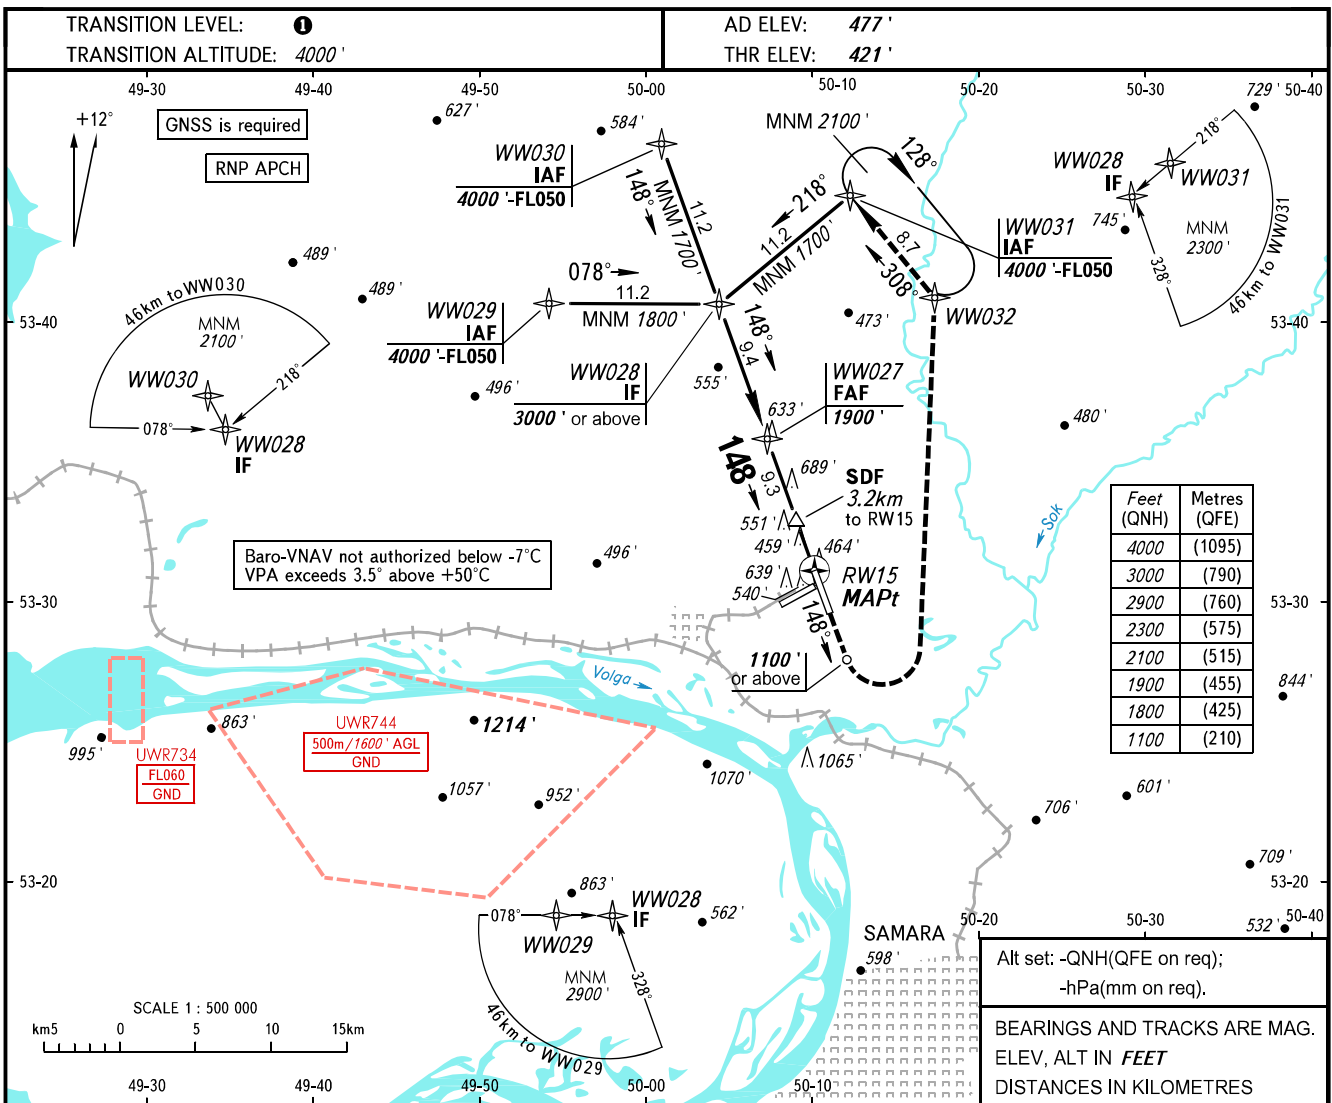 TRANSITION LEVEL: 1
TRANSITION ALTITUDE: 4000 '
AD ELEV: 477 '
THR ELEV: 421 '
49-30
49-40
49-50
50-00
50-10
50-20
50-30
50-40
+12°
GNSS is required
RNP APCH
627 '
584 '
729 '
WW030
IAF
4000 '-FL050
148°
MNM 1700'
11.2
MNM 2100'
128°
218°
11.2
MNM 1700'
WW031
IAF
4000 '-FL050
8.7
308°
WW032
WW028
IF
218°
WW031
745'
MNM
2300 '
328°
46km to WW031
489 '
489 '
46km to WW030
MNM
2100 '
WW030
218°
078°
WW028
IF
078°
11.2
MNM 1800'
WW029
IAF
4000 '-FL050
473'
148°
9.4
53-40
53-40
WW028
IF
3000 ' or above
496 '
555'
WW027
FAF
1900 '
633'
480 '
148°
9.3
689 '
SDF
3.2km
to RW15
551'
459'
464'
639'
540'
RW15
MAPt
148°
1100 '
or above
Baro-VNAV not authorized below -7°C
VPA exceeds 3.5° above +50°C
496 '
53-30
53-30
Sok
Feet
(QNH)
Metres
(QFE)
4000 (1095)
3000 (790)
2900 (760)
2300 (575)
2100 (515)
1900 (455)
1800 (425)
1100 (210)
Volga
844 '
863 '
995 '
UWR734
FL060
GND
UWR744
500m/1600 ' AGL
GND
1214 '
1057 '
952 '
1070 '
1065 '
706 '
601 '
709 '
53-20
53-20
863 '
078°
WW028
IF
WW029
562 '
MNM
2900 '
328°
46km to WW029
SAMARA
598 '
50-20
50-30
50-40
532 '
Alt set: -QNH(QFE on req);
-hPa(mm on req).
BEARINGS AND TRACKS ARE MAG.
ELEV, ALT IN FEET
DISTANCES IN KILOMETRES
SCALE 1 : 500 000
km5 0 5 10 15km
49-30
49-40
49-50
50-00
50-10